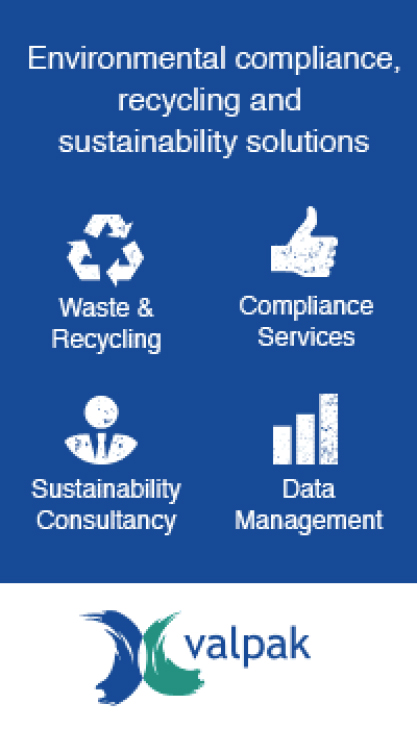 Environmental compliance,
recycling and
sustainability solutions
Waste &
Recycling
Compliance
Services
Sustainability
Consultancy
Data
Management
valpak